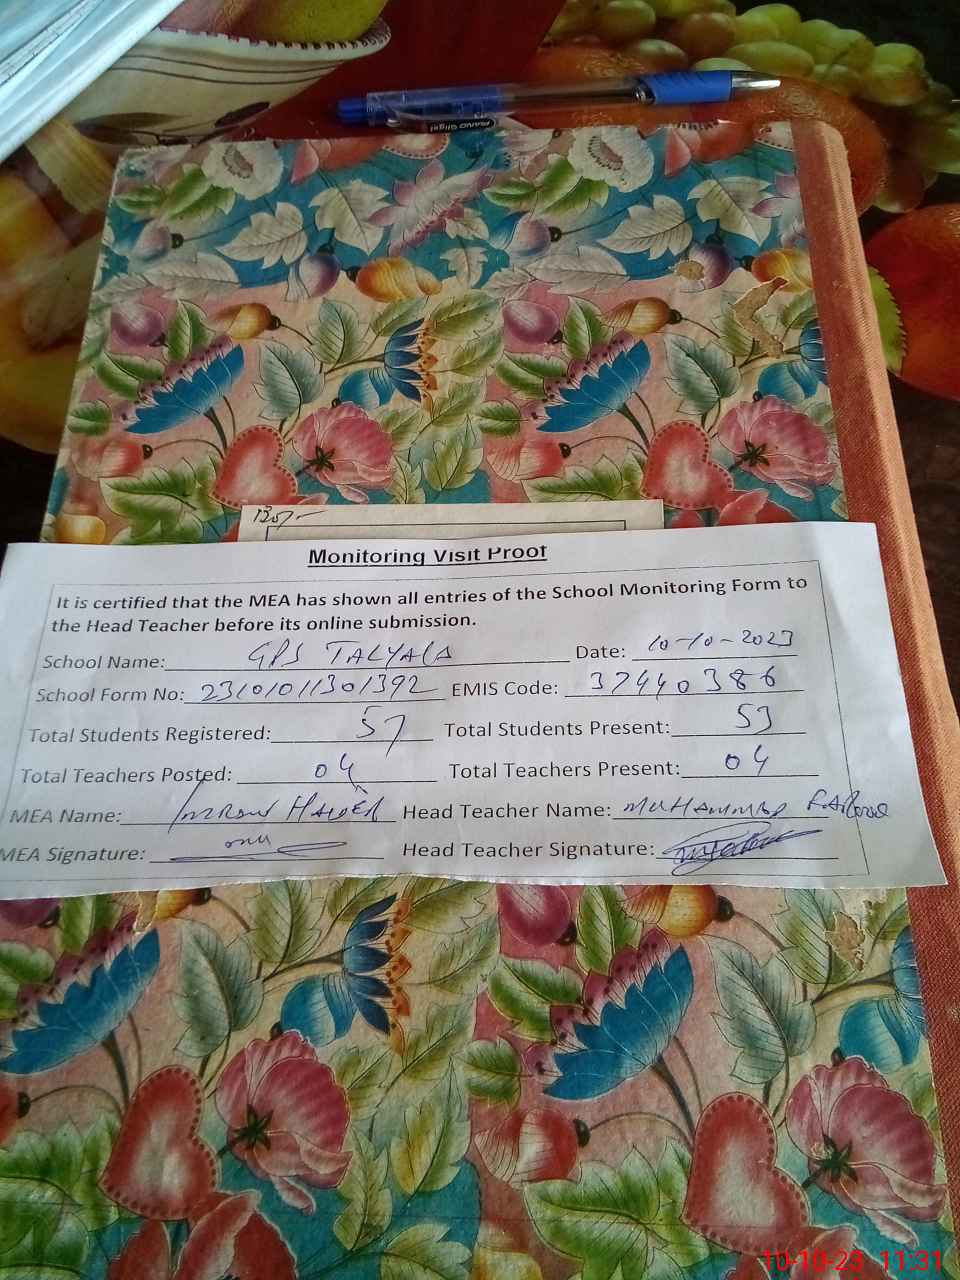 PIANO Gligel
Monitoring Visit Proof
It is certified that the MEA has shown all entries of the School Monitoring Form to
the Head Teacher before its online submission.
School Name: GPS TALYALA Date: 10-10-2023
School Form No: 2310101301392 EMIS Code: 37440386
Total Students Registered: 57 Total Students Present: 53
Total Teachers Posted: 04 Total Teachers Present: 04
MEA Name: Imran Haider Head Teacher Name: MUHAMMAD FAROOQ
MEA Signature: Head Teacher Signature:
10-10-23 11:31